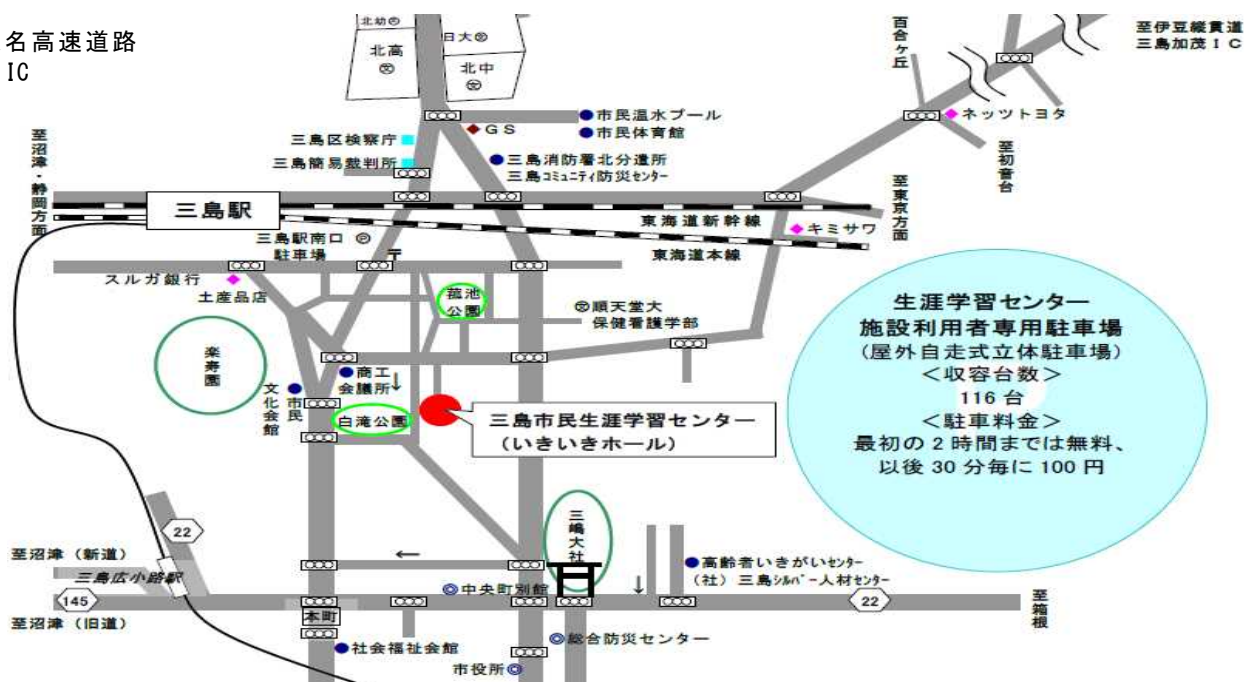 名高速道路
IC
北幼㊛
日大㊛
北高
北中
百合ヶ丘
至伊豆縦貫道
三島加茂IC
ネッツトヨタ
至初音台
市民温水プール
市民体育館
GS
三島区検察庁
三島簡易裁判所
三島消防署北分遣所
三島コミュニティ防災センター
至沼津・静岡方面
三島駅
至東京方面
東海道新幹線
キミサワ
東海道本線
三島駅南口 Ⓟ
駐車場
〒
スルガ銀行
土産品店
菰池
公園
順天堂大
保健看護学部
楽寿園
商工
会議所↓
市民
文化会館
白滝公園
三島市民生涯学習センター
(いきいきホール)
生涯学習センター
施設利用者専用駐車場
(屋外自走式立体駐車場)
＜収容台数＞
116 台
＜駐車料金＞
最初の2時間までは無料、
以後30分毎に100円
三嶋大社
22
至沼津（新道）
三島広小路駅
←
中央町別館
↓
高齢者いきがいセンター
（社）三島シルバー人材センター
145
22
至箱根
至沼津（旧道）
本町
社会福祉会館
総合防災センター
市役所